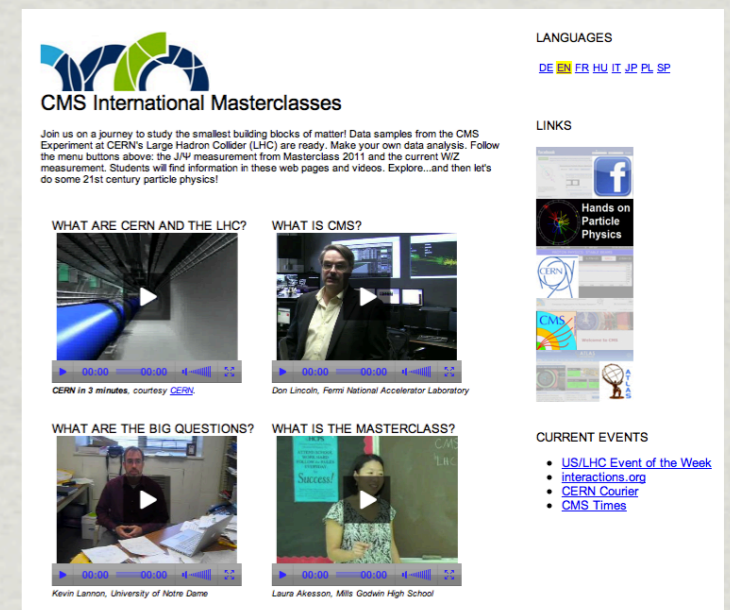 CMS International Masterclasses
Join us on a journey to study the smallest building blocks of matter! Data samples from the CMS
Experiment at CERN's Large Hadron Collider (LHC) are ready. Make your own data analysis. Follow
the menu buttons above: the J/Ψ measurement from Masterclass 2011 and the current W/Z
measurement. Students will find information in these web pages and videos. Explore...and then let's
do some 21st century particle physics!
WHAT ARE CERN AND THE LHC?
00:00 00:00
CERN in 3 minutes, courtesy CERN.
WHAT IS CMS?
00:00 00:00
Don Lincoln, Fermi National Accelerator Laboratory
WHAT ARE THE BIG QUESTIONS?
00:00 00:00
Kevin Lannon, University of Notre Dame
WHAT IS THE MASTERCLASS?
Success!
CMS
LHC
00:00 00:00
Laura Akesson, Mills Godwin High School
LANGUAGES
DE EN FR HU IT JP PL SP
LINKS
f
Hands on
Particle
Physics
CERN
CMS
ATLAS
CURRENT EVENTS
US/LHC Event of the Week
interactions.org
CERN Courier
CMS Times